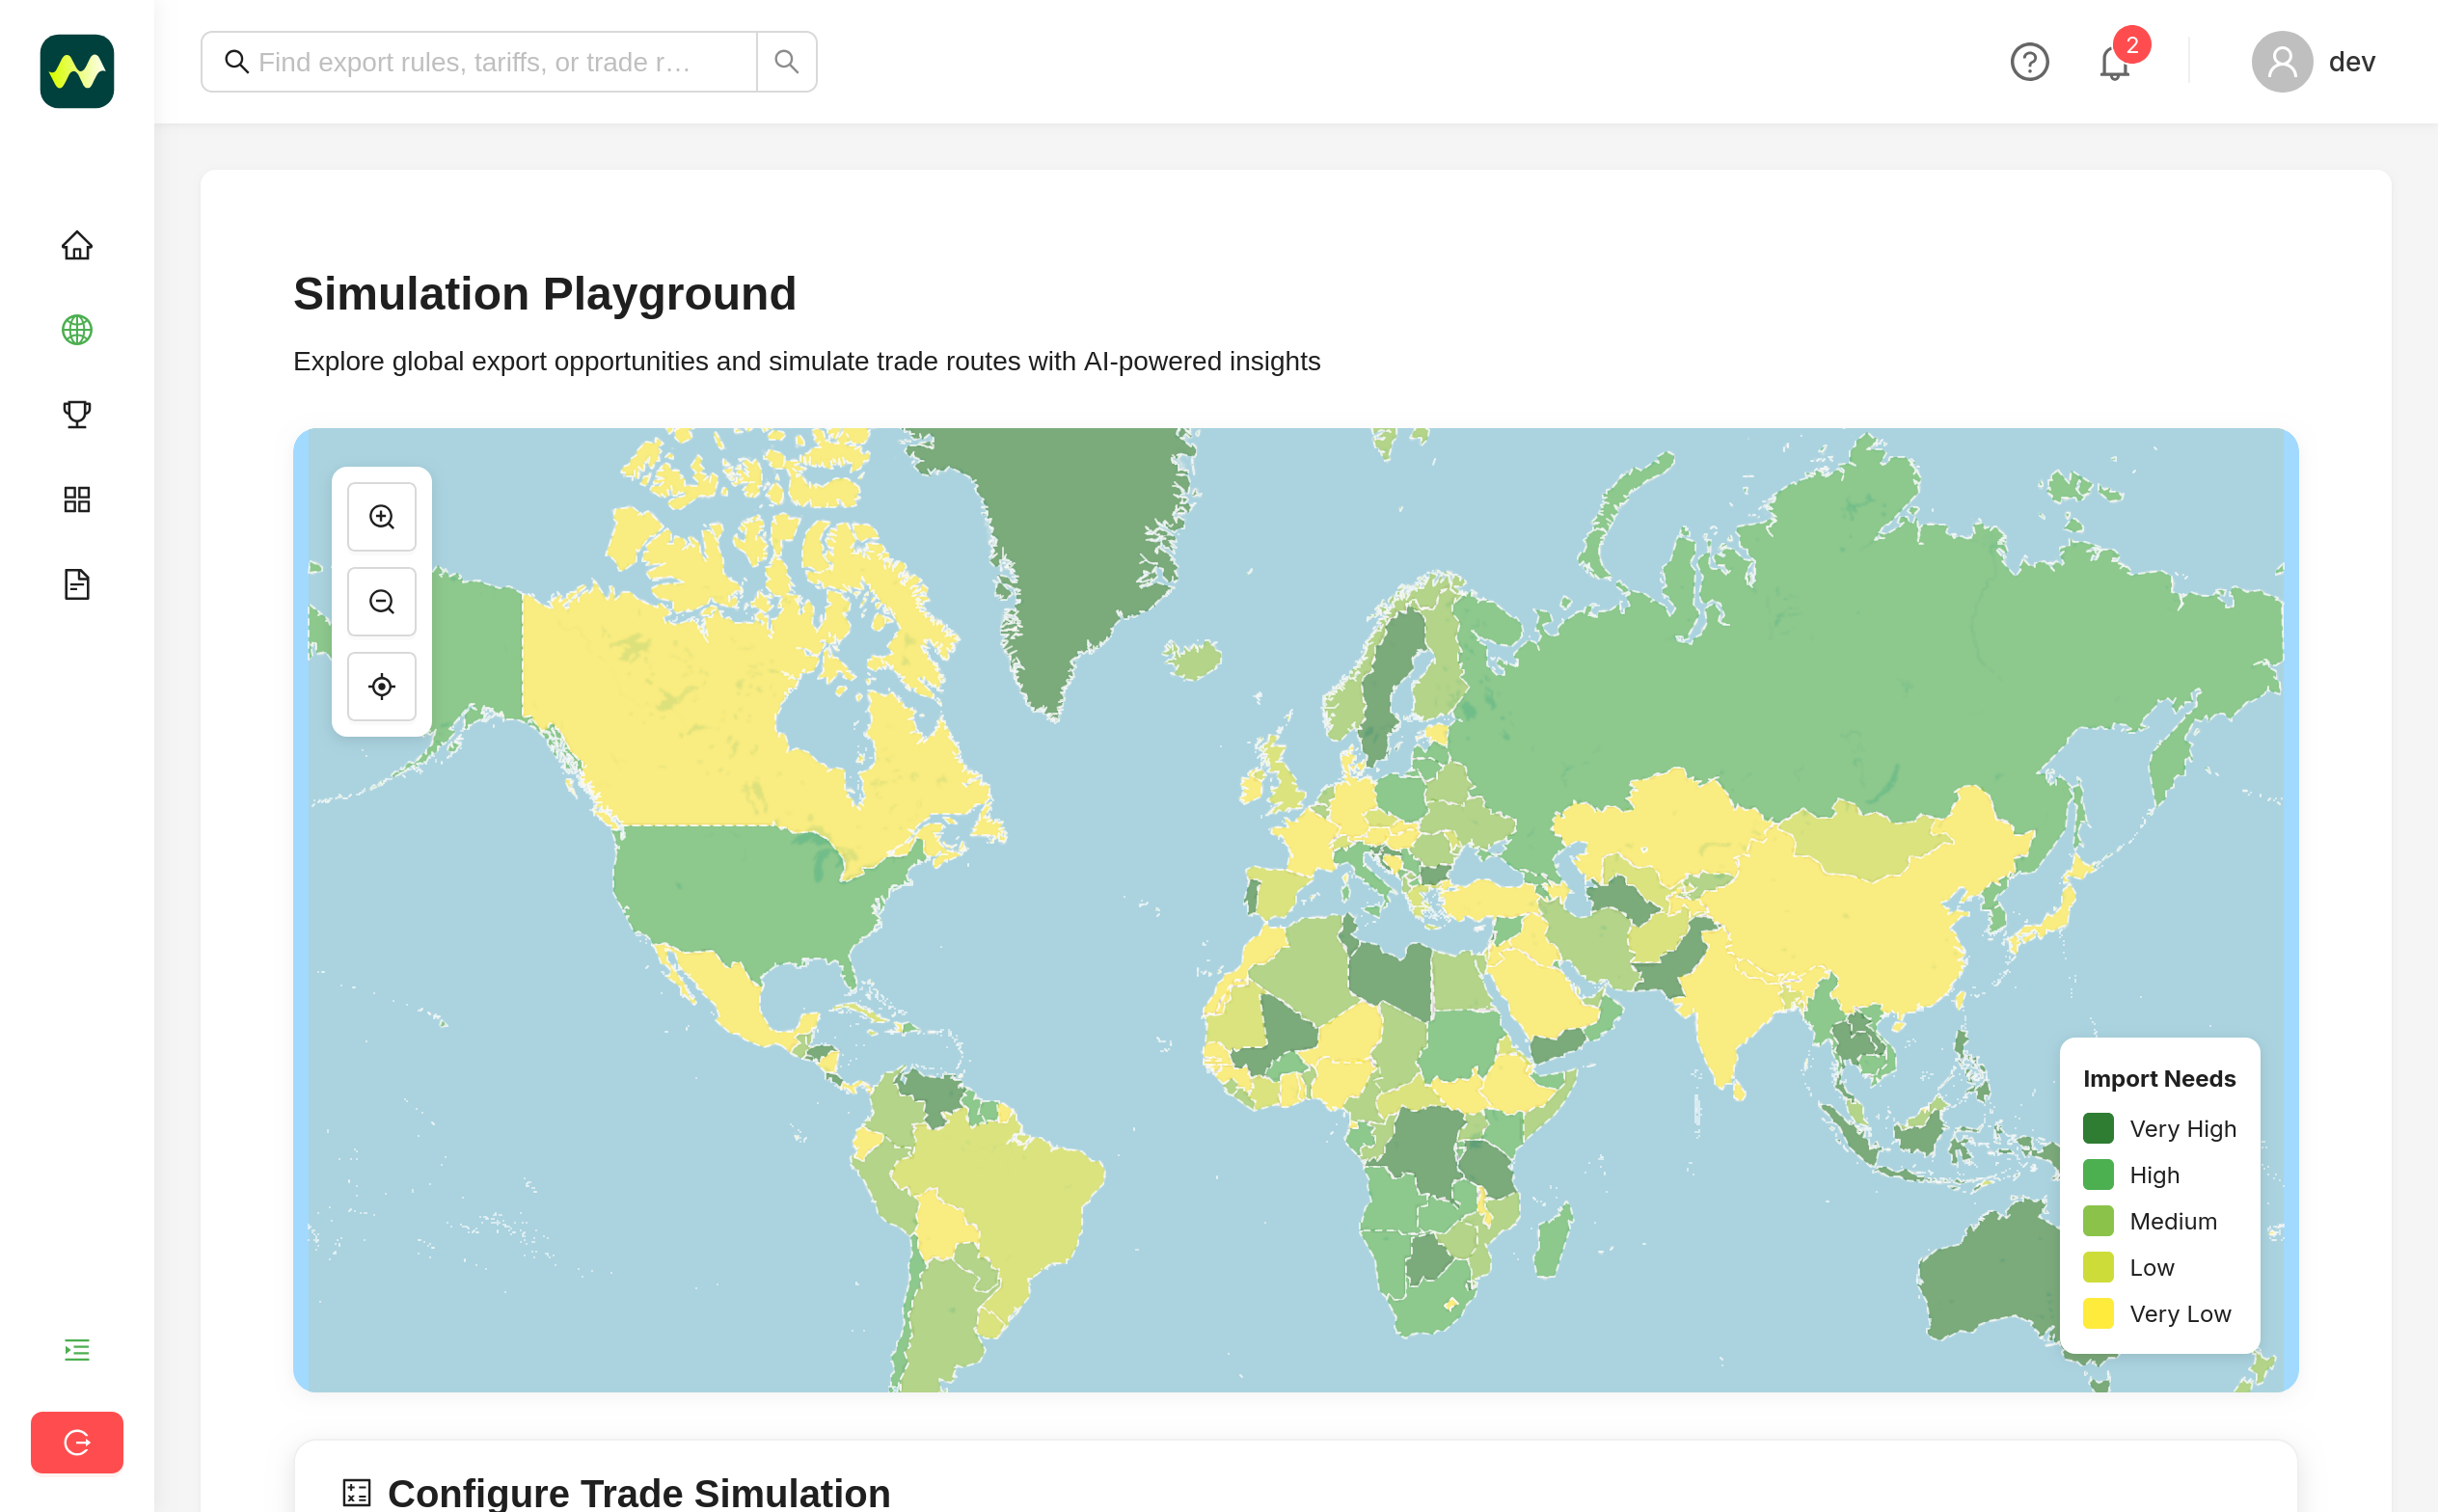 Find export rules, tariffs, or trade r…
2
dev
Simulation Playground
Explore global export opportunities and simulate trade routes with AI-powered insights
Import Needs
Very High
High
Medium
Low
Very Low
Configure Trade Simulation